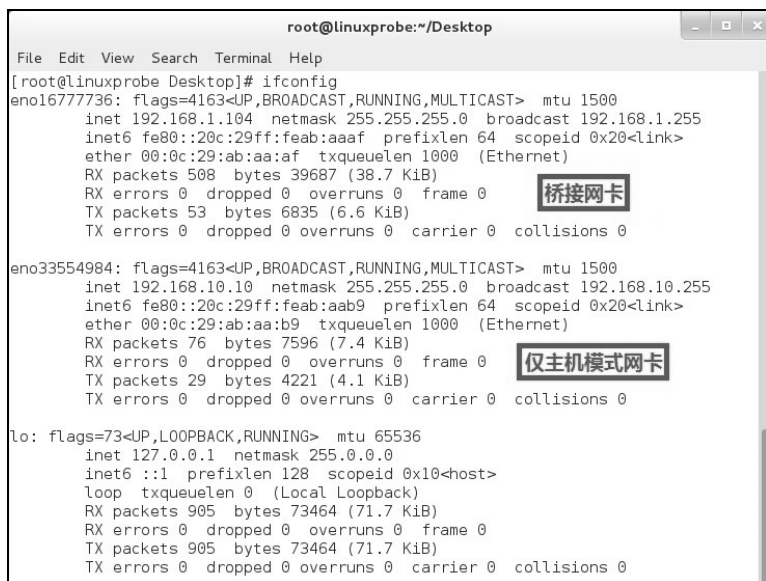 root@linuxprobe:~/Desktop
File Edit View Search Terminal Help
[root@linuxprobe Desktop]# ifconfig
eno16777736: flags=4163<UP,BROADCAST,RUNNING,MULTICAST> mtu 1500
inet 192.168.1.104 netmask 255.255.255.0 broadcast 192.168.1.255
inet6 fe80::20c:29ff:feab:aaaf prefixlen 64 scopeid 0x20<link>
ether 00:0c:29:ab:aa:af txqueuelen 1000 (Ethernet)
RX packets 508 bytes 39687 (38.7 KiB)
RX errors 0 dropped 0 overruns 0 frame 0
桥接网卡
TX packets 53 bytes 6835 (6.6 KiB)
TX errors 0 dropped 0 overruns 0 carrier 0 collisions 0
eno33554984: flags=4163<UP,BROADCAST,RUNNING,MULTICAST> mtu 1500
inet 192.168.10.10 netmask 255.255.255.0 broadcast 192.168.10.255
inet6 fe80::20c:29ff:feab:aab9 prefixlen 64 scopeid 0x20<link>
ether 00:0c:29:ab:aa:b9 txqueuelen 1000 (Ethernet)
RX packets 76 bytes 7596 (7.4 KiB)
RX errors 0 dropped 0 overruns 0 frame 0
仅主机模式网卡
TX packets 29 bytes 4221 (4.1 KiB)
TX errors 0 dropped 0 overruns 0 carrier 0 collisions 0
lo: flags=73<UP,LOOPBACK,RUNNING> mtu 65536
inet 127.0.0.1 netmask 255.0.0.0
inet6 ::1 prefixlen 128 scopeid 0x10<host>
loop txqueuelen 0 (Local Loopback)
RX packets 905 bytes 73464 (71.7 KiB)
RX errors 0 dropped 0 overruns 0 frame 0
TX packets 905 bytes 73464 (71.7 KiB)
TX errors 0 dropped 0 overruns 0 carrier 0 collisions 0